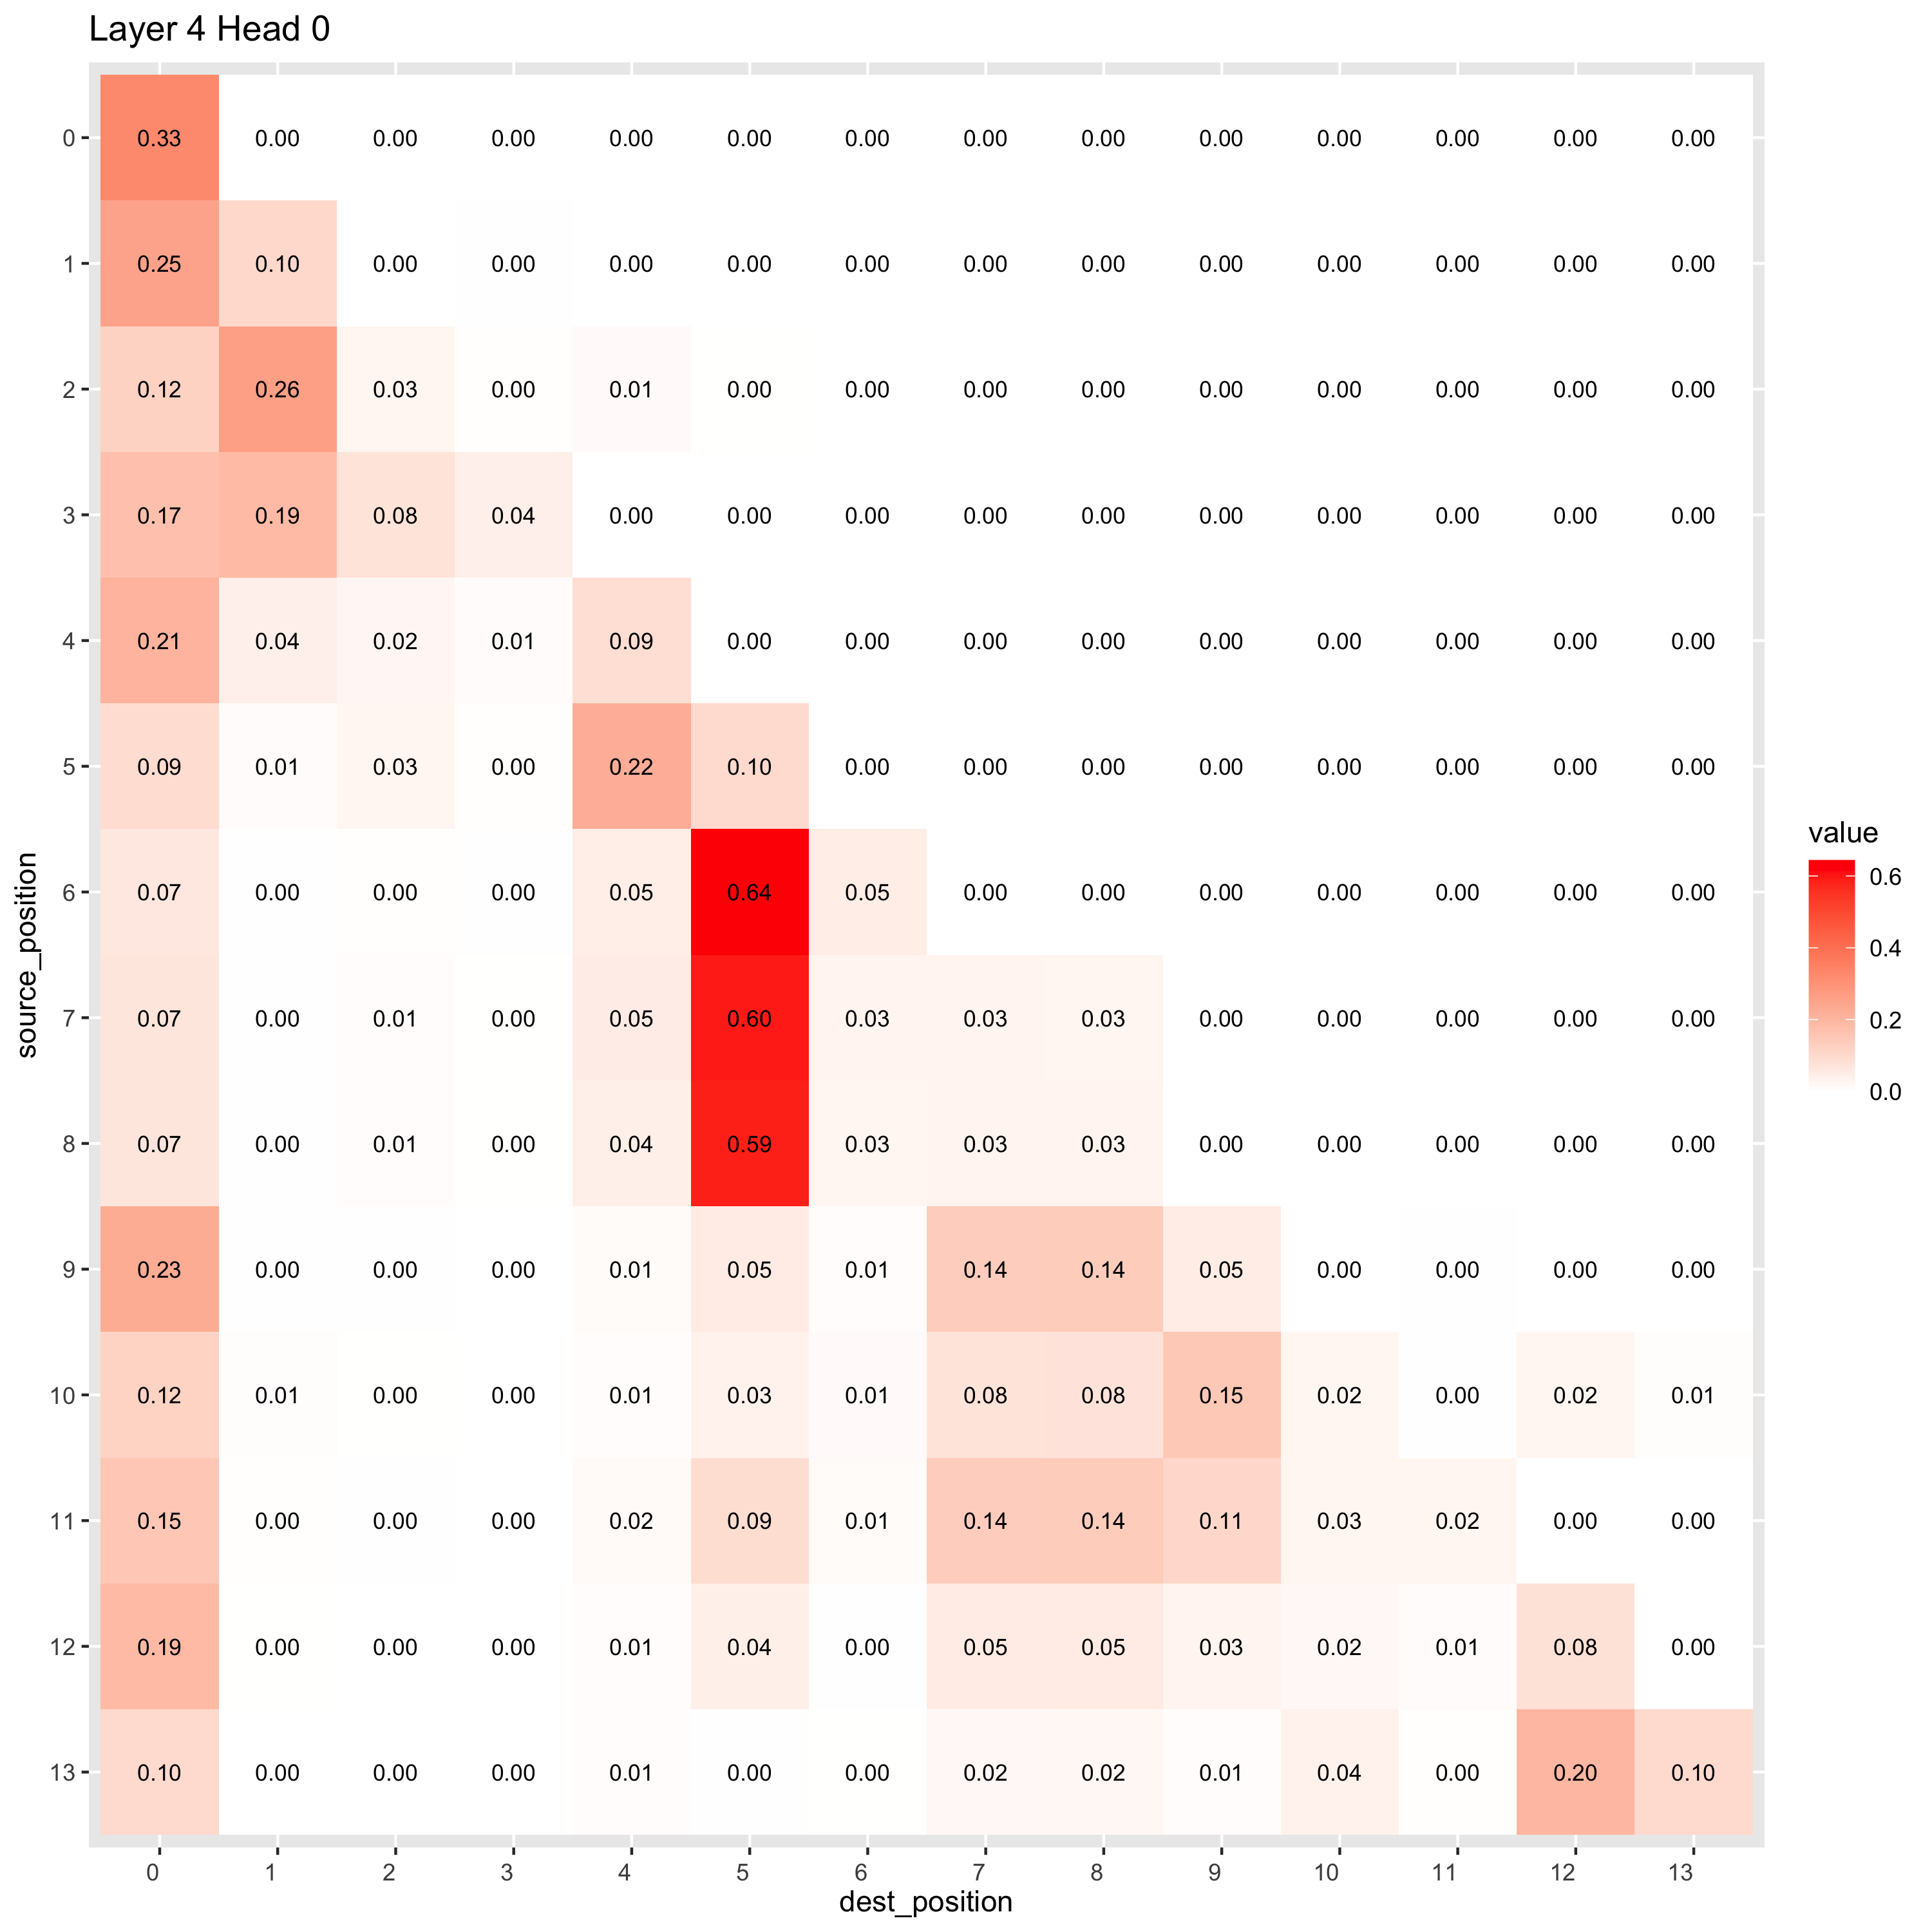 Layer 4 Head 0
0 0.33 0.00 0.00 0.00 0.00 0.00 0.00 0.00 0.00 0.00 0.00 0.00 0.00 0.00
1 0.25 0.10 0.00 0.00 0.00 0.00 0.00 0.00 0.00 0.00 0.00 0.00 0.00 0.00
2 0.12 0.26 0.03 0.00 0.01 0.00 0.00 0.00 0.00 0.00 0.00 0.00 0.00 0.00
3 0.17 0.19 0.08 0.04 0.00 0.00 0.00 0.00 0.00 0.00 0.00 0.00 0.00 0.00
4 0.21 0.04 0.02 0.01 0.09 0.00 0.00 0.00 0.00 0.00 0.00 0.00 0.00 0.00
5 0.09 0.01 0.03 0.00 0.22 0.10 0.00 0.00 0.00 0.00 0.00 0.00 0.00 0.00
6 0.07 0.00 0.00 0.00 0.05 0.64 0.05 0.00 0.00 0.00 0.00 0.00 0.00 0.00
7 0.07 0.00 0.01 0.00 0.05 0.60 0.03 0.03 0.03 0.00 0.00 0.00 0.00 0.00
8 0.07 0.00 0.01 0.00 0.04 0.59 0.03 0.03 0.03 0.00 0.00 0.00 0.00 0.00
9 0.23 0.00 0.00 0.00 0.01 0.05 0.01 0.14 0.14 0.05 0.00 0.00 0.00 0.00
10 0.12 0.01 0.00 0.00 0.01 0.03 0.01 0.08 0.08 0.15 0.02 0.00 0.02 0.01
11 0.15 0.00 0.00 0.00 0.02 0.09 0.01 0.14 0.14 0.11 0.03 0.02 0.00 0.00
12 0.19 0.00 0.00 0.00 0.01 0.04 0.00 0.05 0.05 0.03 0.02 0.01 0.08 0.00
13 0.10 0.00 0.00 0.00 0.01 0.00 0.00 0.02 0.02 0.01 0.04 0.00 0.20 0.10
0 1 2 3 4 5 6 7 8 9 10 11 12 13
dest_position
source_position
value
0.6
0.4
0.2
0.0